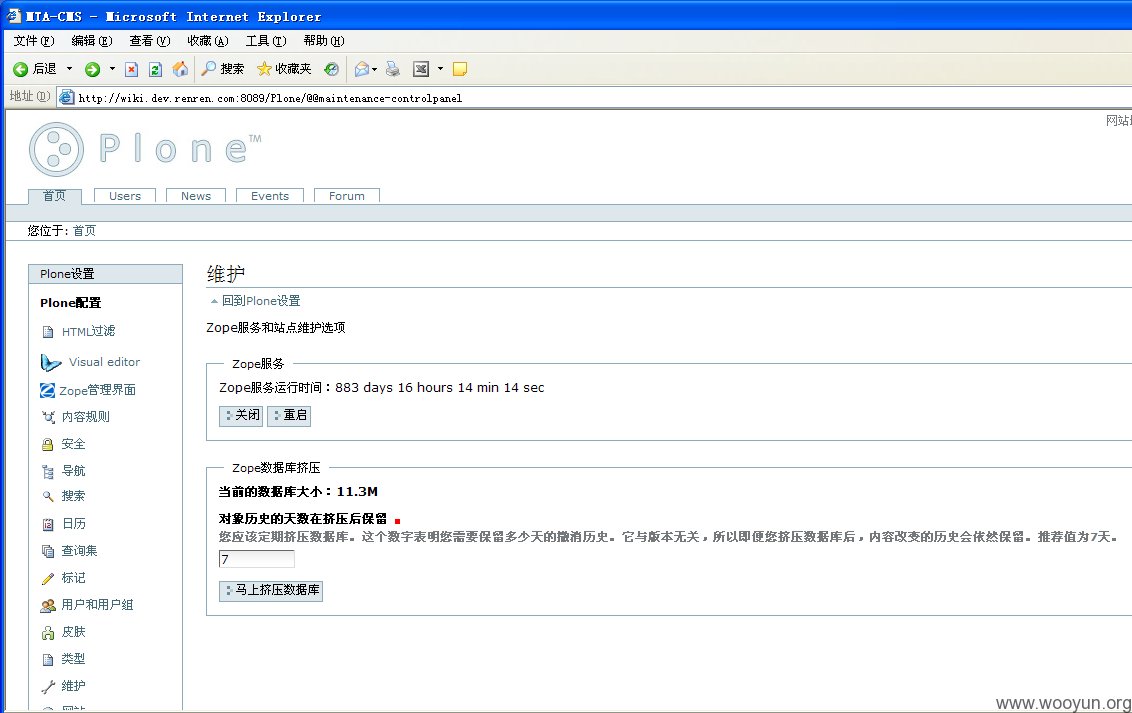 MTA-CMS - Microsoft Internet Explorer
文件(F) 编辑(E) 查看(V) 收藏(A) 工具(T) 帮助(H)
后退 搜索 收藏夹
地址(D) http://wiki.dev.renren.com:8089/Plone/@@maintenance-controlpanel
Plone™
首页 Users News Events Forum
您位于: 首页
Plone设置
Plone配置
HTML过滤
Visual editor
Zope管理界面
内容规则
安全
导航
搜索
日历
查询集
标记
用户和用户组
皮肤
类型
维护
维护
回到Plone设置
Zope服务和站点维护选项
Zope服务
Zope服务运行时间：883 days 16 hours 14 min 14 sec
关闭 重启
Zope数据库挤压
当前的数据库大小：11.3M
对象历史的天数在挤压后保留
您应该定期挤压数据库。这个数字表明您需要保留多少天的撤消历史。它与版本无关，所以即便您挤压数据库后，内容改变的历史会依然保留。推荐值为7天。
7
马上挤压数据库
www.wooyun.org